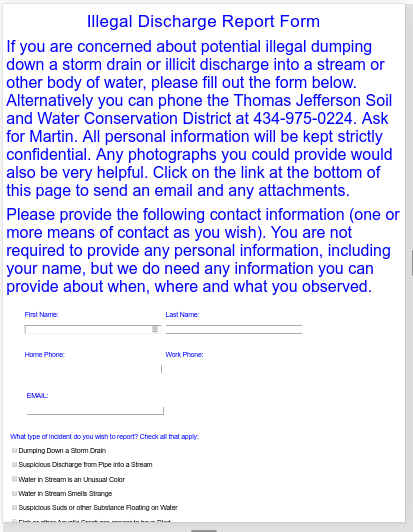 Illegal Discharge Report Form
If you are concerned about potential illegal dumping
down a storm drain or illicit discharge into a stream or
other body of water, please fill out the form below.
Alternatively you can phone the Thomas Jefferson Soil
and Water Conservation District at 434-975-0224. Ask
for Martin. All personal information will be kept strictly
confidential. Any photographs you could provide would
also be very helpful. Click on the link at the bottom of
this page to send an email and any attachments.
Please provide the following contact information (one or
more means of contact as you wish). You are not
required to provide any personal information, including
your name, but we do need any information you can
provide about when, where and what you observed.
First Name: Last Name:
Home Phone: Work Phone:
EMAIL:
What type of incident do you wish to report? Check all that apply:
Dumping Down a Storm Drain
Suspicious Discharge from Pipe into a Stream
Water in Stream is an Unusual Color
Water in Stream Smells Strange
Suspicious Suds or other Substance Floating on Water